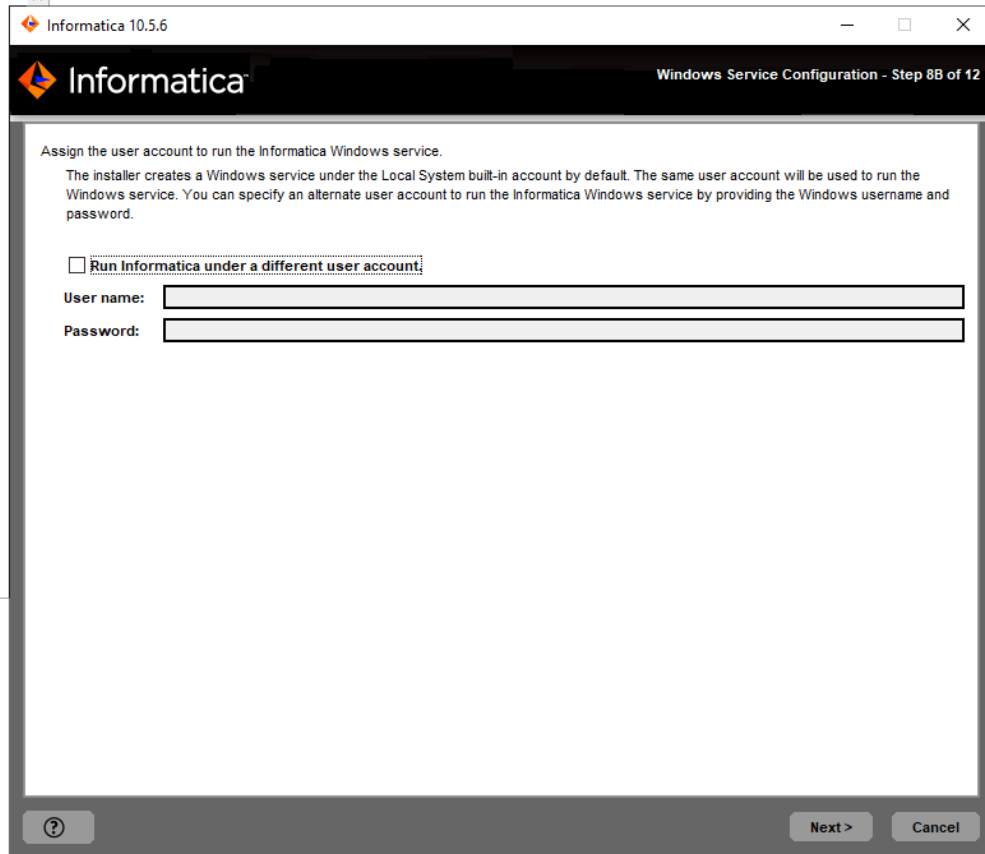 Informatica 10.5.6
Informatica
Windows Service Configuration - Step 8B of 12
Assign the user account to run the Informatica Windows service.
The installer creates a Windows service under the Local System built-in account by default. The same user account will be used to run the
Windows service. You can specify an alternate user account to run the Informatica Windows service by providing the Windows username and
password.
Run Informatica under a different user account.
User name:
Password:
?
Next >
Cancel